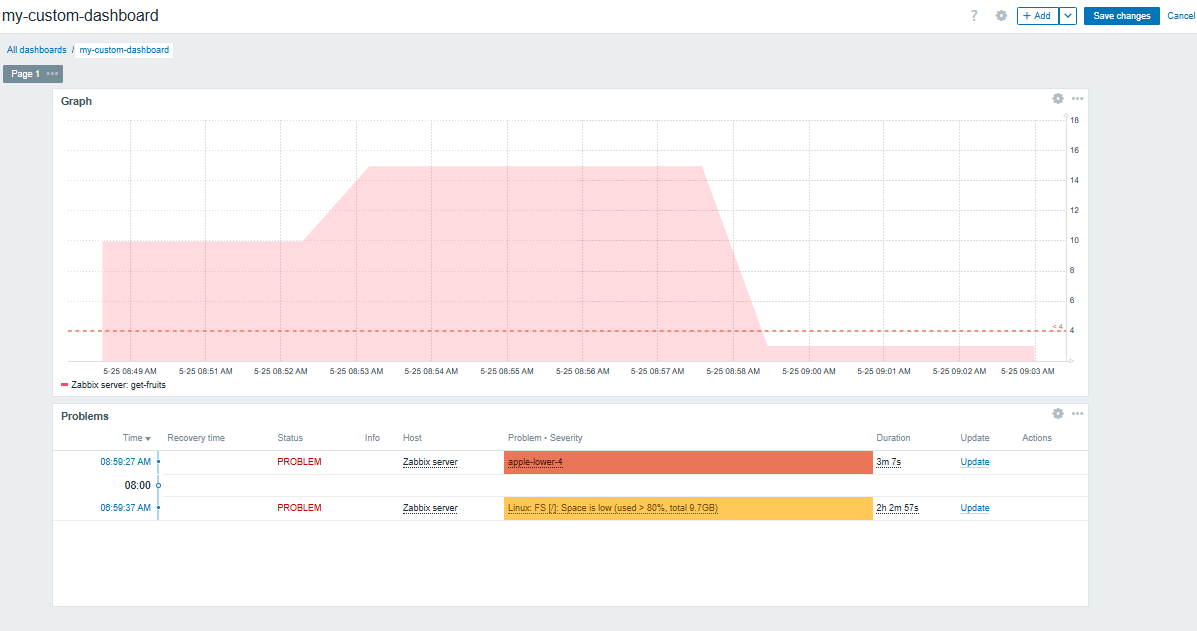 my-custom-dashboard
? + Add Save changes Cancel
All dashboards / my-custom-dashboard
Page 1
Graph
18
16
14
12
10
8
6
< 4 4
5-25 08:49 AM 5-25 08:51 AM 5-25 08:52 AM 5-25 08:53 AM 5-25 08:54 AM 5-25 08:55 AM 5-25 08:56 AM 5-25 08:57 AM 5-25 08:58 AM 5-25 09:00 AM 5-25 09:01 AM 5-25 09:02 AM 5-25 09:03 AM
Zabbix server: get-fruits
Problems
Time Recovery time Status Info Host Problem • Severity Duration Update Actions
08:59:27 AM PROBLEM Zabbix server apple-lower-4 3m 7s Update
08:00
06:59:37 AM PROBLEM Zabbix server Linux: FS [/]: Space is low (used > 80%, total 9.7GB) 2h 2m 57s Update